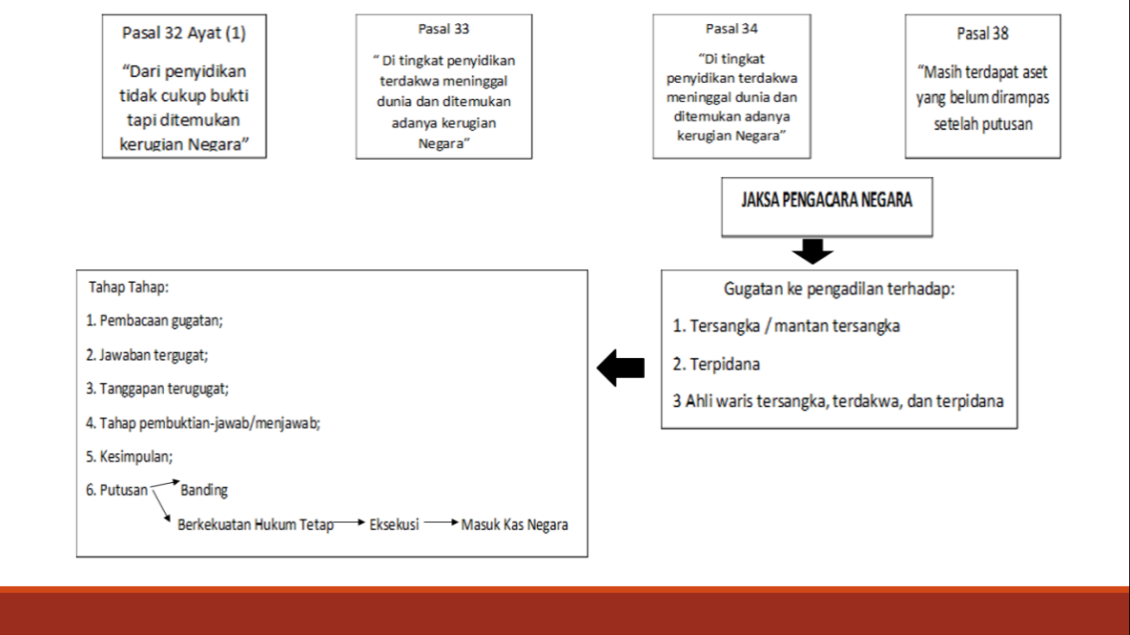 Pasal 32 Ayat (1)
“Dari penyidikan
tidak cukup bukti
tapi ditemukan
kerugian Negara”
Pasal 33
“ Di tingkat penyidikan
terdakwa meninggal
dunia dan ditemukan
adanya kerugian
Negara”
Pasal 34
“Di tingkat
penyidikan terdakwa
meninggal dunia dan
ditemukan adanya
kerugian Negara”
Pasal 38
“Masih terdapat aset
yang belum dirampas
setelah putusan
JAKSA PENGACARA NEGARA
Gugatan ke pengadilan terhadap:
1. Tersangka / mantan tersangka
2. Terpidana
3 Ahli waris tersangka, terdakwa, dan terpidana
Tahap Tahap:
1. Pembacaan gugatan;
2. Jawaban tergugat;
3. Tanggapan terugugat;
4. Tahap pembuktian-jawab/menjawab;
5. Kesimpulan;
6. Putusan Banding
Berkekuatan Hukum Tetap Eksekusi Masuk Kas Negara